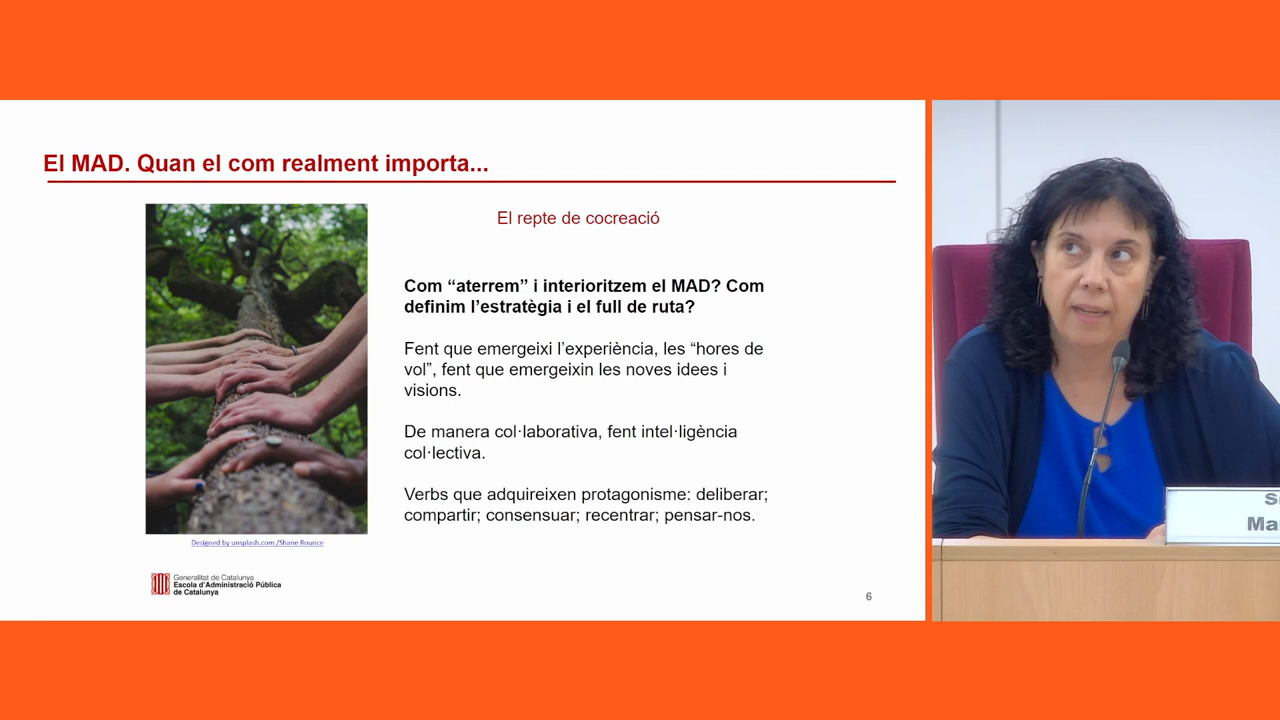 El MAD. Quan el com realment importa...
El repte de cocreació
Com “aterrem” i interioritzem el MAD? Com
definim l’estratègia i el full de ruta?
Fent que emergeixi l’experiència, les “hores de
vol”, fent que emergeixin les noves idees i
visions.
De manera col·laborativa, fent intel·ligència
col·lectiva.
Verbs que adquireixen protagonisme: deliberar;
compartir; consensuar; recentrar; pensar-nos.
Designed by unsplash.com /Shane Rounce
Generalitat de Catalunya
Escola d’Administració Pública
de Catalunya
6
Ma